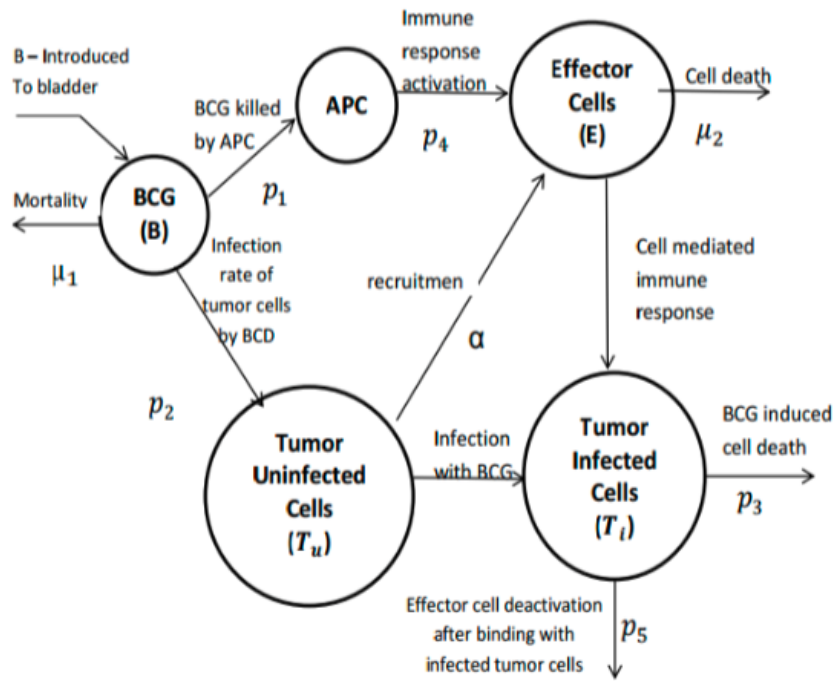 B – Introduced
To bladder
BCG killed
by APC
p₁
APC
Immune
response
activation
p₄
Effector
Cells
(E)
Cell death
μ₂
Mortality
μ₁
BCG
(B)
Infection
rate of
tumor cells
by BCD
p₂
recruitmen
α
Cell mediated
immune
response
Tumor
Uninfected
Cells
(Tᵤ)
Infection
with BCG
Tumor
Infected
Cells
(Tᵢ)
BCG induced
cell death
p₃
Effector cell deactivation
after binding with
infected tumor cells
p₅